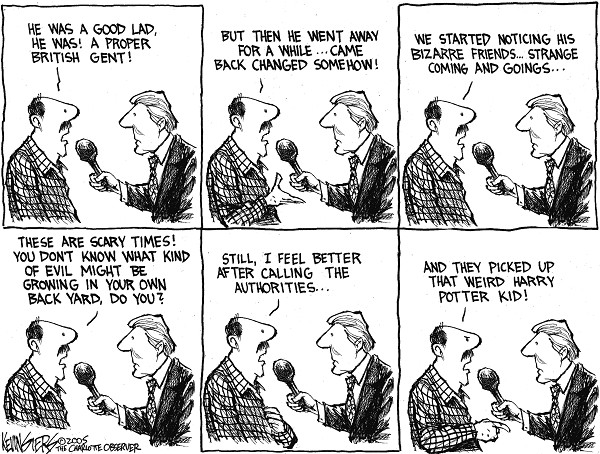 HE WAS A GOOD LAD,
HE WAS! A PROPER
BRITISH GENT!
BUT THEN HE WENT AWAY
FOR A WHILE... CAME
BACK CHANGED SOMEHOW!
WE STARTED NOTICING HIS
BIZARRE FRIENDS... STRANGE
COMING AND GOINGS...
THESE ARE SCARY TIMES!
YOU DON'T KNOW WHAT KIND
OF EVIL MIGHT BE
GROWING IN YOUR OWN
BACK YARD, DO YOU?
STILL, I FEEL BETTER
AFTER CALLING THE
AUTHORITIES...
AND THEY PICKED UP
THAT WEIRD HARRY
POTTER KID!
KEVIN SIERS ©2005
THE CHARLOTTE OBSERVER